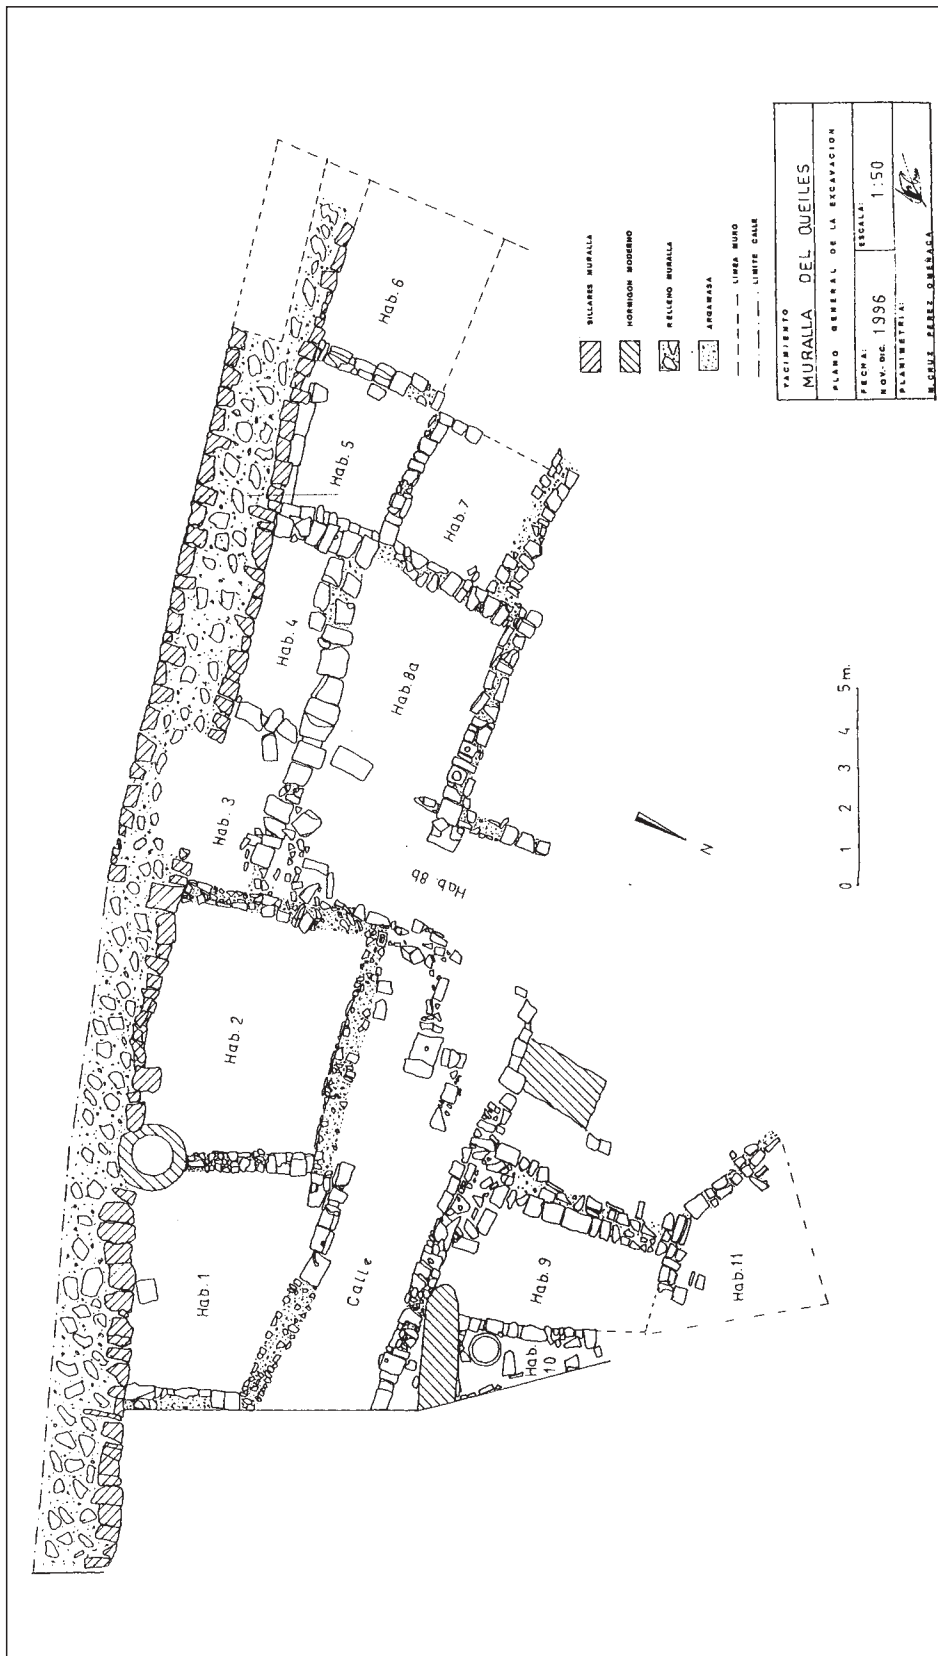 YACIMIENTO
MURALLA DEL QUEILES
PLANO GENERAL DE LA EXCAVACION
FECHA:
NOV.-DIC. 1996
ESCALA:
1:50
PLANIMETRIA:
M. CRUZ PEREZ OMEÑACA
SILLARES MURALLA
HORMIGON MODERNO
RELLENO MURALLA
ARGAMASA
LINEA MURO
LIMITE CALLE
Hab. 6
Hab. 5
Hab. 7
Hab. 4
Hab. 8a
Hab. 3
Hab. 8b
Hab. 2
Hab. 1
Calle
Hab. 9
Hab. 10
Hab. 11
N
0 1 2 3 4 5 m.